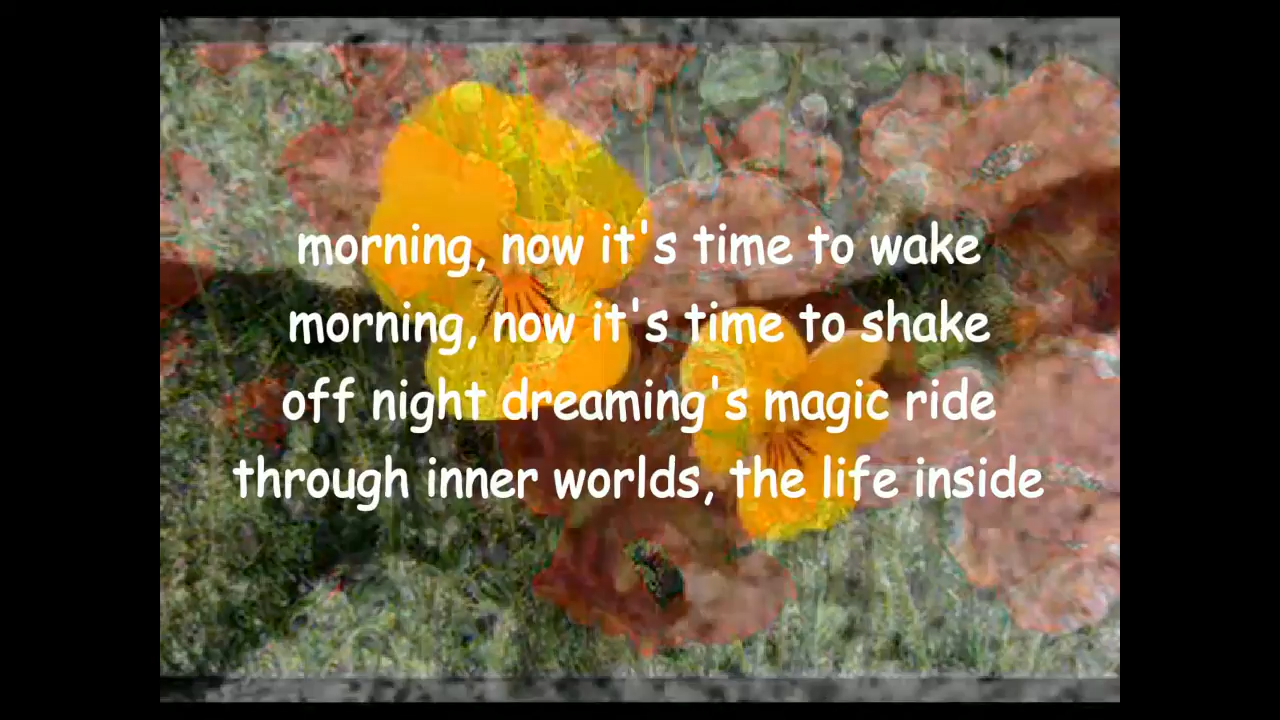 morning, now it's time to wake
morning, now it's time to shake
off night dreaming's magic ride
through inner worlds, the life inside